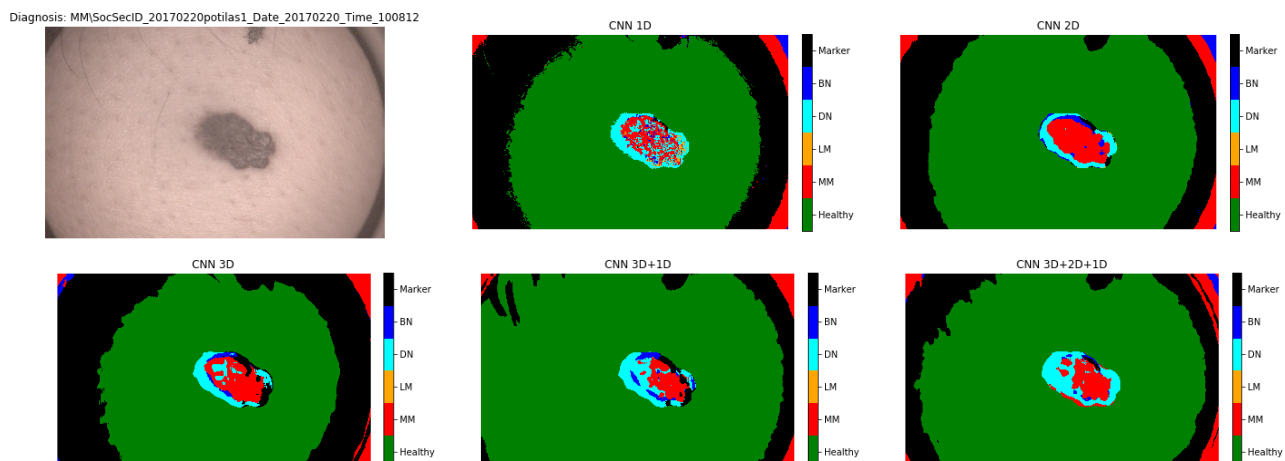 Diagnosis: MM\SocSecID_20170220potilas1_Date_20170220_Time_100812
CNN 1D
Marker
BN
DN
LM
MM
Healthy
CNN 2D
Marker
BN
DN
LM
MM
Healthy
CNN 3D
Marker
BN
DN
LM
MM
Healthy
CNN 3D+1D
Marker
BN
DN
LM
MM
Healthy
CNN 3D+2D+1D
Marker
BN
DN
LM
MM
Healthy